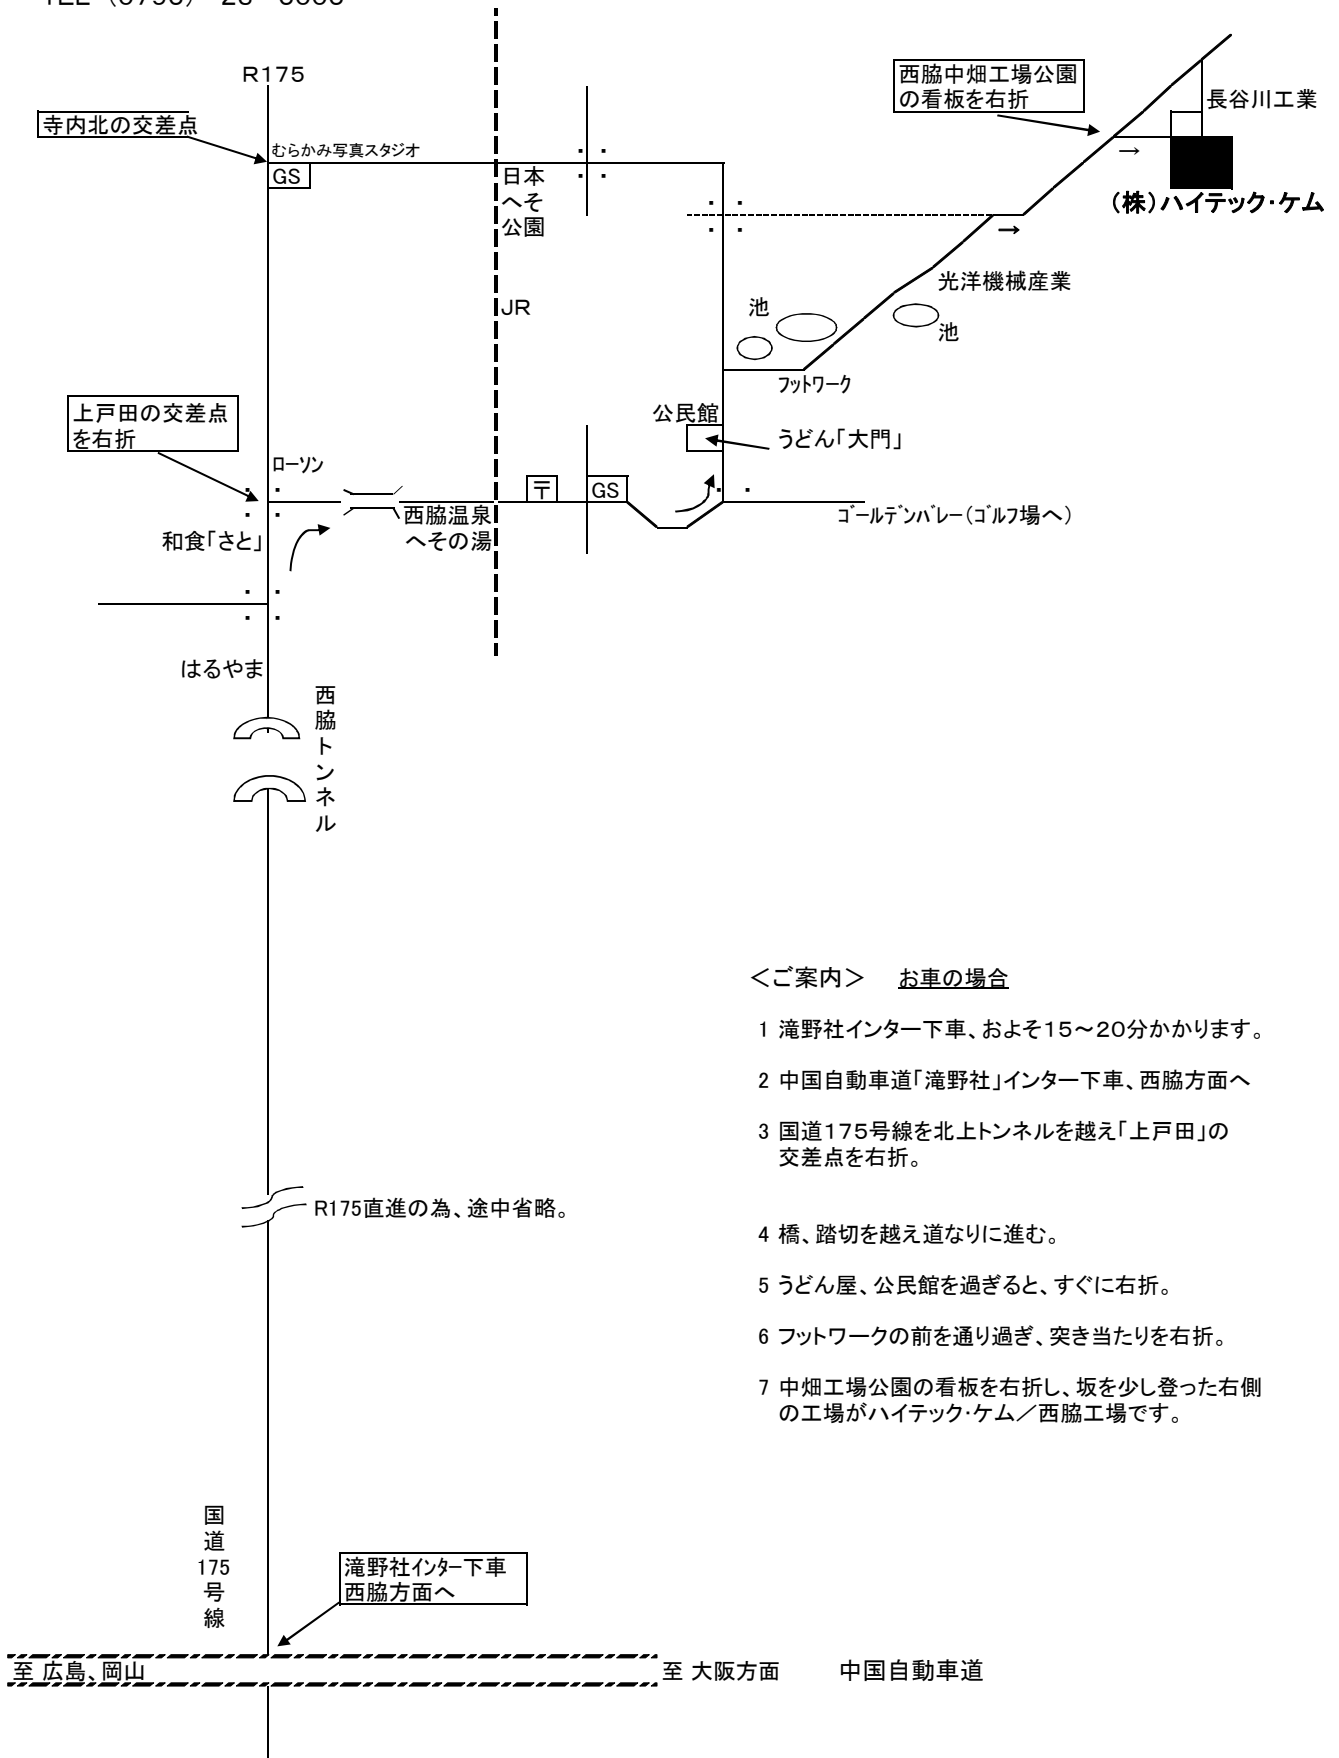 R175
西脇中畑工場公園
の看板を右折
長谷川工業
寺内北の交差点
むらかみ写真スタジオ
GS
日本
へそ
公園
→
(株)ハイテック・ケム
→
光洋機械産業
JR
池
池
フットワーク
公民館
上戸田の交差点
を右折
うどん「大門」
ローソン
〒
GS
西脇温泉
へその湯
ゴールデンバレー(ゴルフ場へ)
和食「さと」
はるやま
西脇トンネル
<ご案内> お車の場合
1 滝野社インター下車、およそ15~20分かかります。
2 中国自動車道「滝野社」インター下車、西脇方面へ
3 国道175号線を北上トンネルを越え「上戸田」の
交差点を右折。
R175直進の為、途中省略。
4 橋、踏切を越え道なりに進む。
5 うどん屋、公民館を過ぎると、すぐに右折。
6 フットワークの前を通り過ぎ、突き当たりを右折。
7 中畑工場公園の看板を右折し、坂を少し登った右側
の工場がハイテック・ケム/西脇工場です。
国道175号線
滝野社インター下車
西脇方面へ
至 広島、岡山
至 大阪方面
中国自動車道